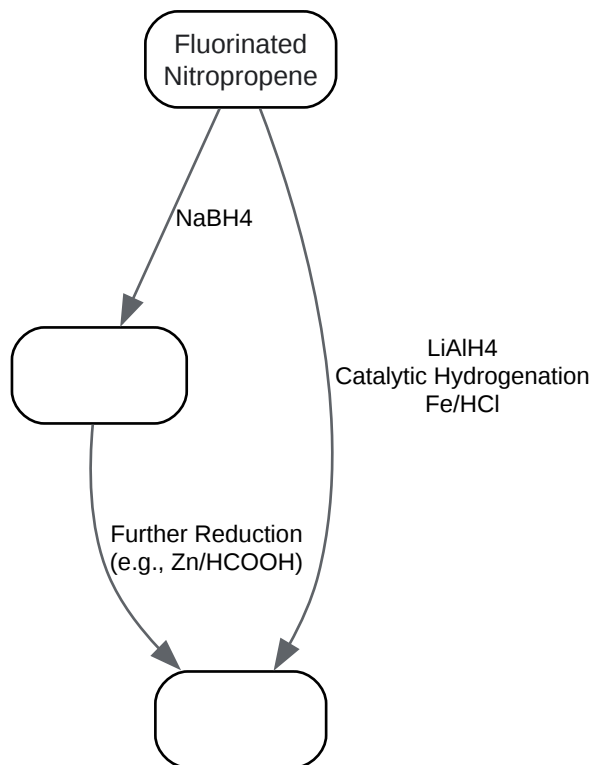 Fluorinated
Nitropropene
NaBH4
LiAlH4
Catalytic Hydrogenation
Fe/HCl
Further Reduction
(e.g., Zn/HCOOH)